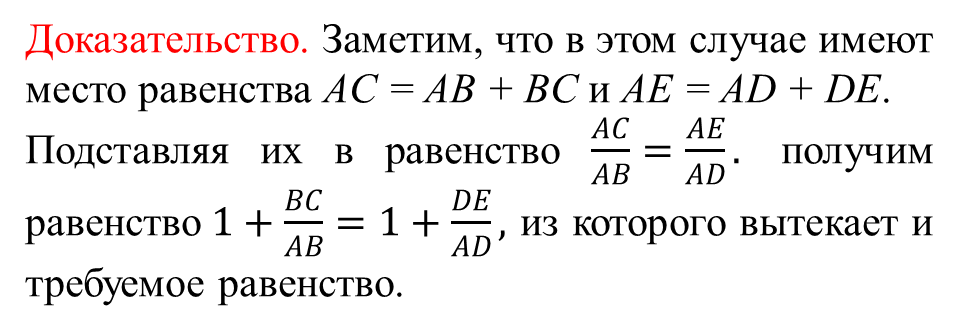 Доказательство. Заметим, что в этом случае имеют
место равенства AC = AB + BC и AE = AD + DE.
Подставляя их в равенство \frac{AC}{AB} = \frac{AE}{AD}. получим
равенство 1 + \frac{BC}{AB} = 1 + \frac{DE}{AD}, из которого вытекает и
требуемое равенство.